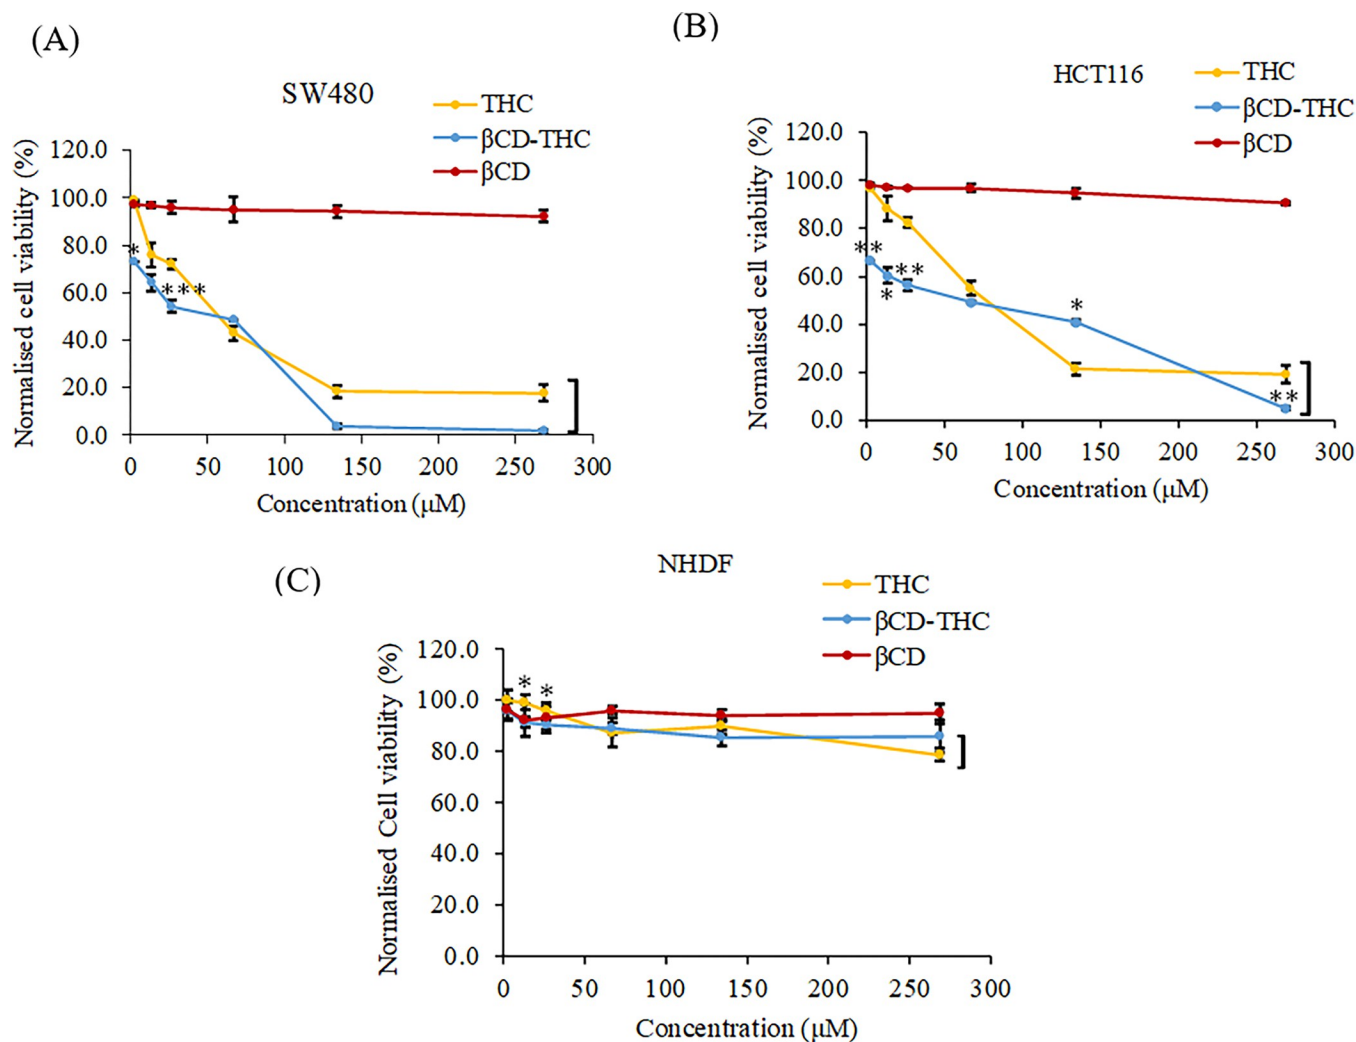 (A)
SW480
THC
βCD-THC
βCD
Normalised cell viability (%)
120.0
100.0
80.0
60.0
40.0
20.0
0.0
*
***
0 50 100 150 200 250 300
Concentration (µM)
(B)
HCT116
THC
βCD-THC
βCD
Normalised cell viability (%)
120.0
100.0
80.0
60.0
40.0
20.0
0.0
**
*
**
*
**
0 50 100 150 200 250 300
Concentration (µM)
(C)
NHDF
THC
βCD-THC
βCD
Normalised Cell viability (%)
120.0
100.0
80.0
60.0
40.0
20.0
0.0
* *
0 50 100 150 200 250 300
Concentration (µM)